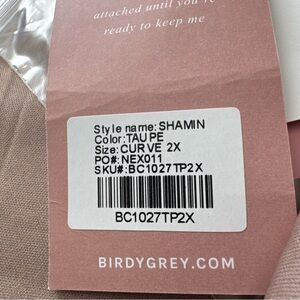 attached until you're
ready to keep me
Style name: SHAMIN
Color: TAUPE
Size: CURVE 2X
PO#: NEX011
SKU#: BC1027TP2X
BC1027TP2X
BIRDYGREY.COM